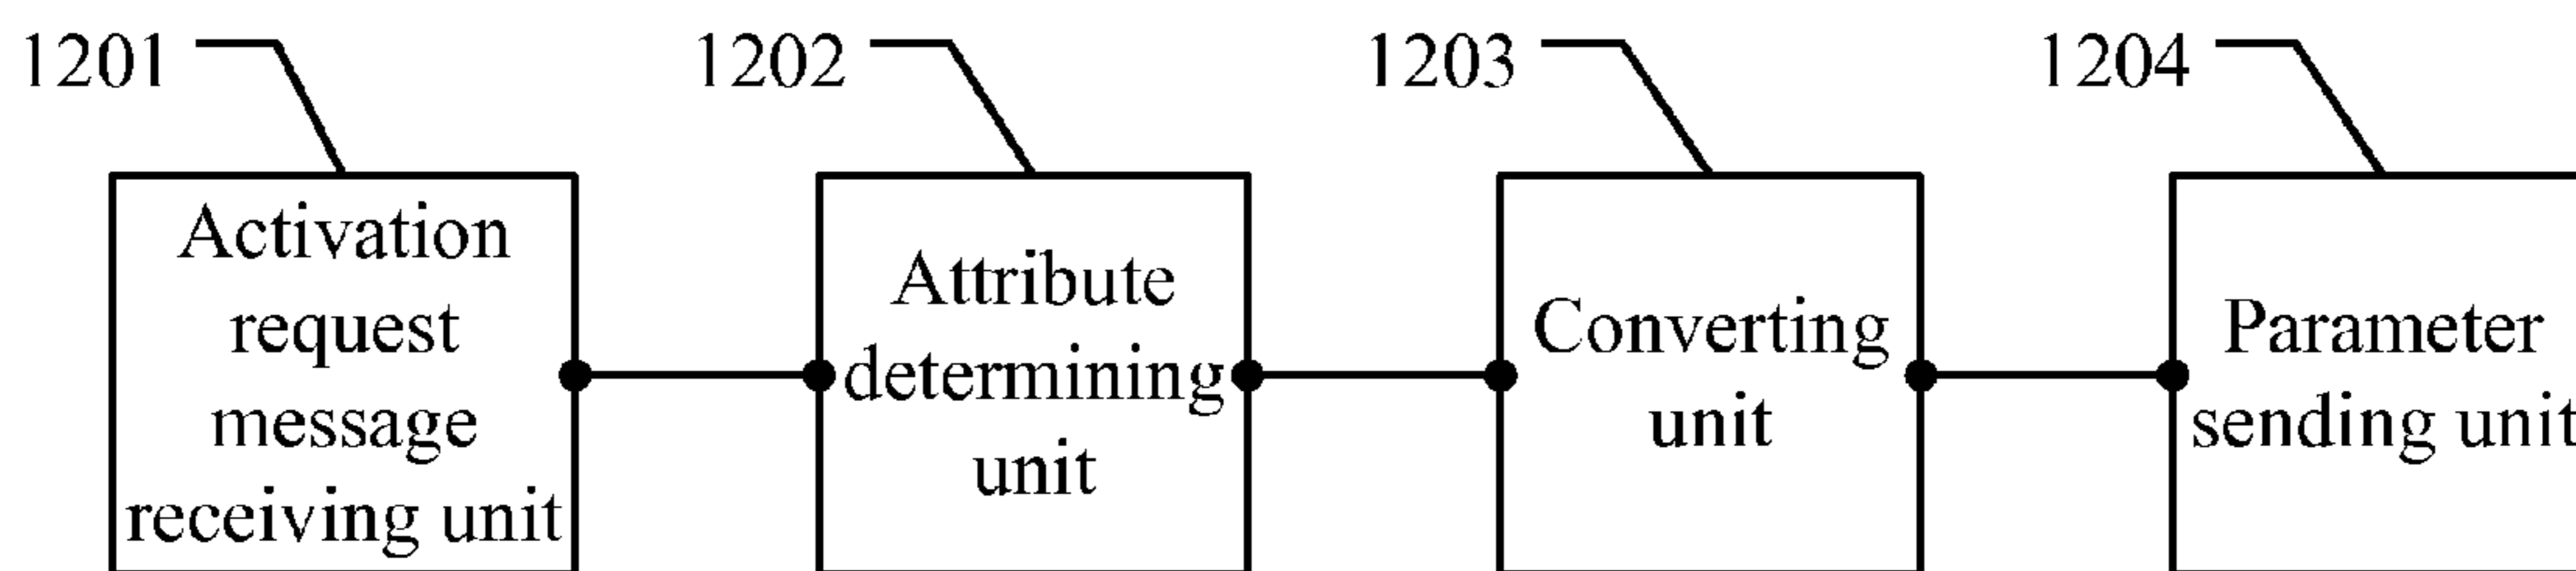 1201
1202
1203
1204
Activation
request
message
receiving unit
Attribute
determining
unit
Converting
unit
Parameter
sending unit